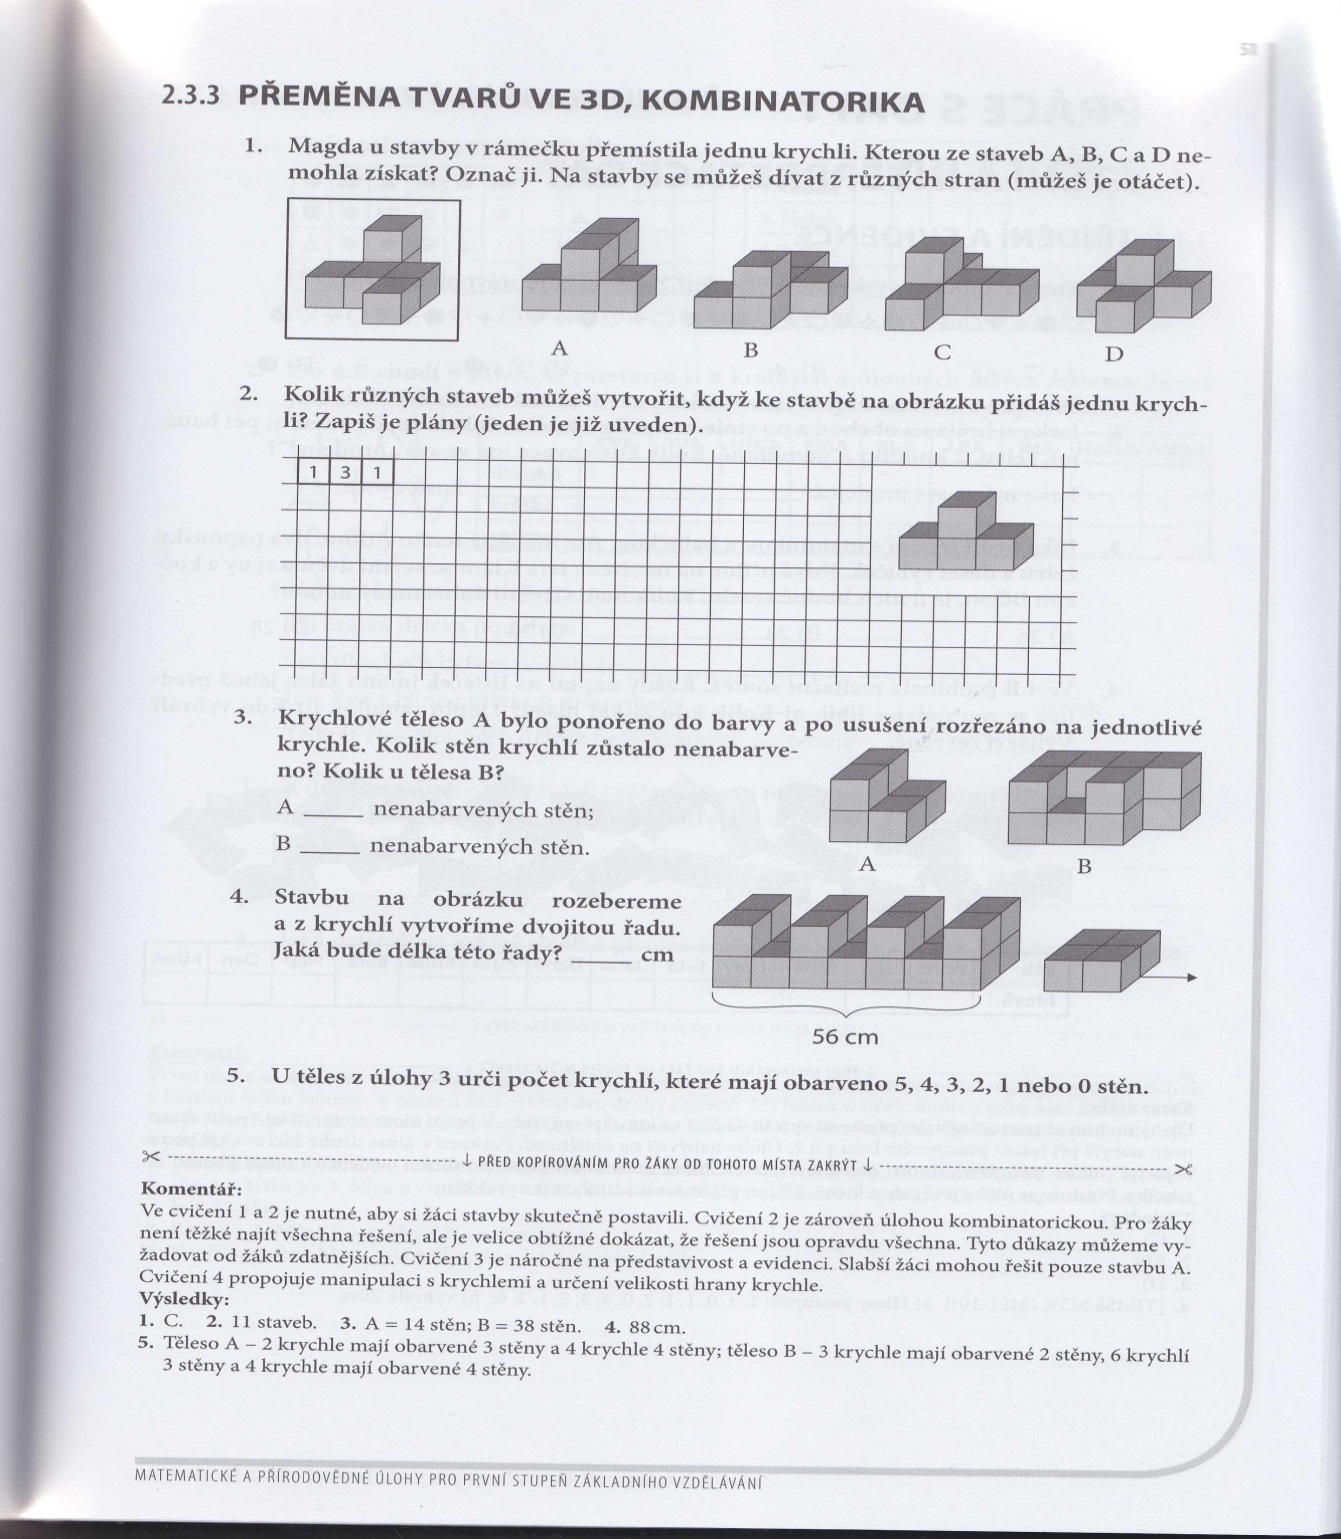 2.3.3 PŘEMĚNA TVARŮ VE 3D, KOMBINATORIKA
1. Magda u stavby v rámečku přemístila jednu krychli. Kterou ze staveb A, B, C a D ne-
mohla získat? Označ ji. Na stavby se můžeš dívat z různých stran (můžeš je otáčet).
A B C D
2. Kolik různých staveb můžeš vytvořit, když ke stavbě na obrázku přidáš jednu krych-
li? Zapiš je plány (jeden je již uveden).
1 3 1
3. Krychlové těleso A bylo ponořeno do barvy a po usušení rozřezáno na jednotlivé
krychle. Kolik stěn krychlí zůstalo nenabarve-
no? Kolik u tělesa B?
A _____ nenabarvených stěn;
B _____ nenabarvených stěn.
A B
4. Stavbu na obrázku rozebereme
a z krychlí vytvoříme dvojitou řadu.
Jaká bude délka této řady? _____ cm
56 cm
5. U těles z úlohy 3 urči počet krychlí, které mají obarveno 5, 4, 3, 2, 1 nebo 0 stěn.
↓ PŘED KOPÍROVÁNÍM PRO ŽÁKY OD TOHOTO MÍSTA ZAKRÝT ↓
Komentář:
Ve cvičení 1 a 2 je nutné, aby si žáci stavby skutečně postavili. Cvičení 2 je zároveň úlohou kombinatorickou. Pro žáky
není těžké najít všechna řešení, ale je velice obtížné dokázat, že řešení jsou opravdu všechna. Tyto důkazy můžeme vy-
žadovat od žáků zdatnějších. Cvičení 3 je náročné na představivost a evidenci. Slabší žáci mohou řešit pouze stavbu A.
Cvičení 4 propojuje manipulaci s krychlemi a určení velikosti hrany krychle.
Výsledky:
1. C. 2. 11 staveb. 3. A = 14 stěn; B = 38 stěn. 4. 88 cm.
5. Těleso A – 2 krychle mají obarvené 3 stěny a 4 krychle 4 stěny; těleso B – 3 krychle mají obarvené 2 stěny, 6 krychlí
3 stěny a 4 krychle mají obarvené 4 stěny.
MATEMATICKÉ A PŘÍRODOVĚDNÉ ÚLOHY PRO PRVNÍ STUPEŇ ZÁKLADNÍHO VZDĚLÁVÁNÍ